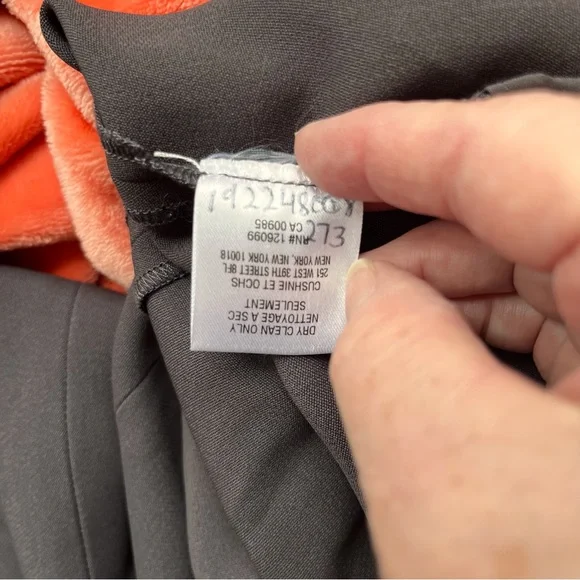 DRY CLEAN ONLY
NETTOYAGE A SEC
SEULEMENT
CUSHNIE ET OCHS
251 WEST 39TH STREET 8FL
NEW YORK, NEW YORK 10018
RN# 126099
CA 00985
273